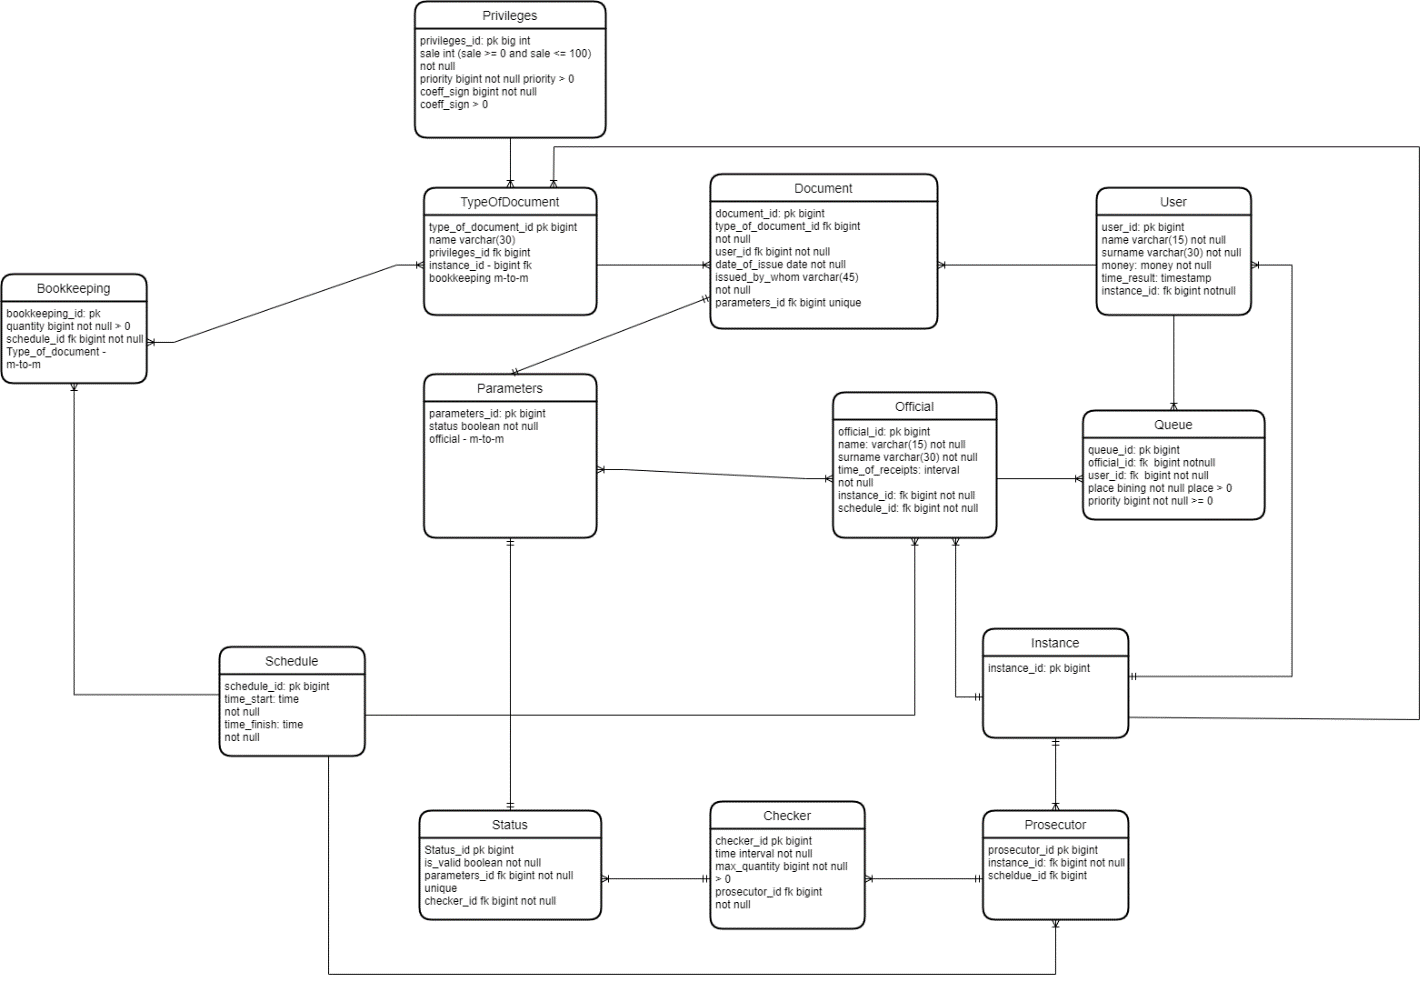 Privileges
privileges_id: pk big int
sale int (sale >= 0 and sale <= 100)
not null
priority bigint not null priority > 0
coeff_sign bigint not null
coeff_sign > 0
TypeOfDocument
type_of_document_id pk bigint
name varchar(30)
privileges_id fk bigint
instance_id - bigint fk
bookkeeping m-to-m
Document
document_id: pk bigint
type_of_document_id fk bigint
not null
user_id fk bigint not null
date_of_issue date not null
issued_by_whom varchar(45)
not null
parameters_id fk bigint unique
User
user_id: pk bigint
name varchar(15) not null
surname varchar(30) not null
money: money not null
time_result: timestamp
instance_id: fk bigint notnull
Bookkeeping
bookkeeping_id: pk
quantity bigint not null > 0
schedule_id fk bigint not null
Type_of_document -
m-to-m
Parameters
parameters_id: pk bigint
status boolean not null
official - m-to-m
Official
official_id: pk bigint
name: varchar(15) not null
surname varchar(30) not null
time_of_receipts: interval
not null
instance_id: fk bigint not null
schedule_id: fk bigint not null
Queue
queue_id: pk bigint
official_id: fk  bigint notnull
user_id: fk  bigint not null
place bining not null place > 0
priority bigint not null >= 0
Schedule
schedule_id: pk bigint
time_start: time
not null
time_finish: time
not null
Instance
instance_id: pk bigint
Status
Status_id pk bigint
is_valid boolean not null
parameters_id fk bigint not null
unique
checker_id fk bigint not null
Checker
checker_id pk bigint
time interval not null
max_quantity bigint not null
> 0
prosecutor_id fk bigint
not null
Prosecutor
prosecutor_id pk bigint
instance_id: fk bigint not null
scheldue_id fk bigint